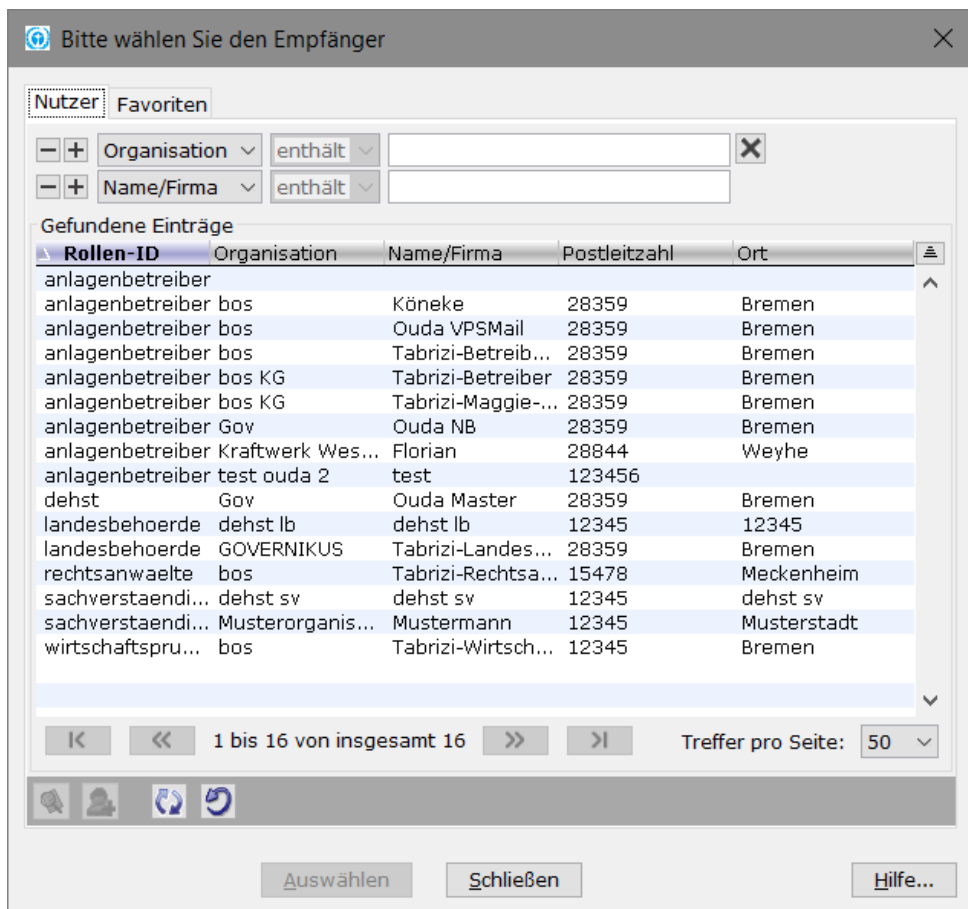 Bitte wählen Sie den Empfänger
Nutzer Favoriten
Organisation enthält
Name/Firma enthält
Gefundene Einträge
Rollen-ID Organisation Name/Firma Postleitzahl Ort
anlagenbetreiber
anlagenbetreiber bos Köneke 28359 Bremen
anlagenbetreiber bos Ouda VPSMail 28359 Bremen
anlagenbetreiber bos Tabrizi-Betreib... 28359 Bremen
anlagenbetreiber bos KG Tabrizi-Betreiber 28359 Bremen
anlagenbetreiber bos KG Tabrizi-Maggie-... 28359 Bremen
anlagenbetreiber Gov Ouda NB 28359 Bremen
anlagenbetreiber Kraftwerk Wes... Florian 28844 Weyhe
anlagenbetreiber test ouda 2 test 123456
dehst Gov Ouda Master 28359 Bremen
landesbehoerde dehst lb dehst lb 12345 12345
landesbehoerde GOVERNIKUS Tabrizi-Landes... 28359 Bremen
rechtsanwaelte bos Tabrizi-Rechtsa... 15478 Meckenheim
sachverstaendi... dehst sv dehst sv 12345 dehst sv
sachverstaendi... Musterorganis... Mustermann 12345 Musterstadt
wirtschaftspru... bos Tabrizi-Wirtsch... 12345 Bremen
1 bis 16 von insgesamt 16 Treffer pro Seite: 50
Auswählen Schließen Hilfe...